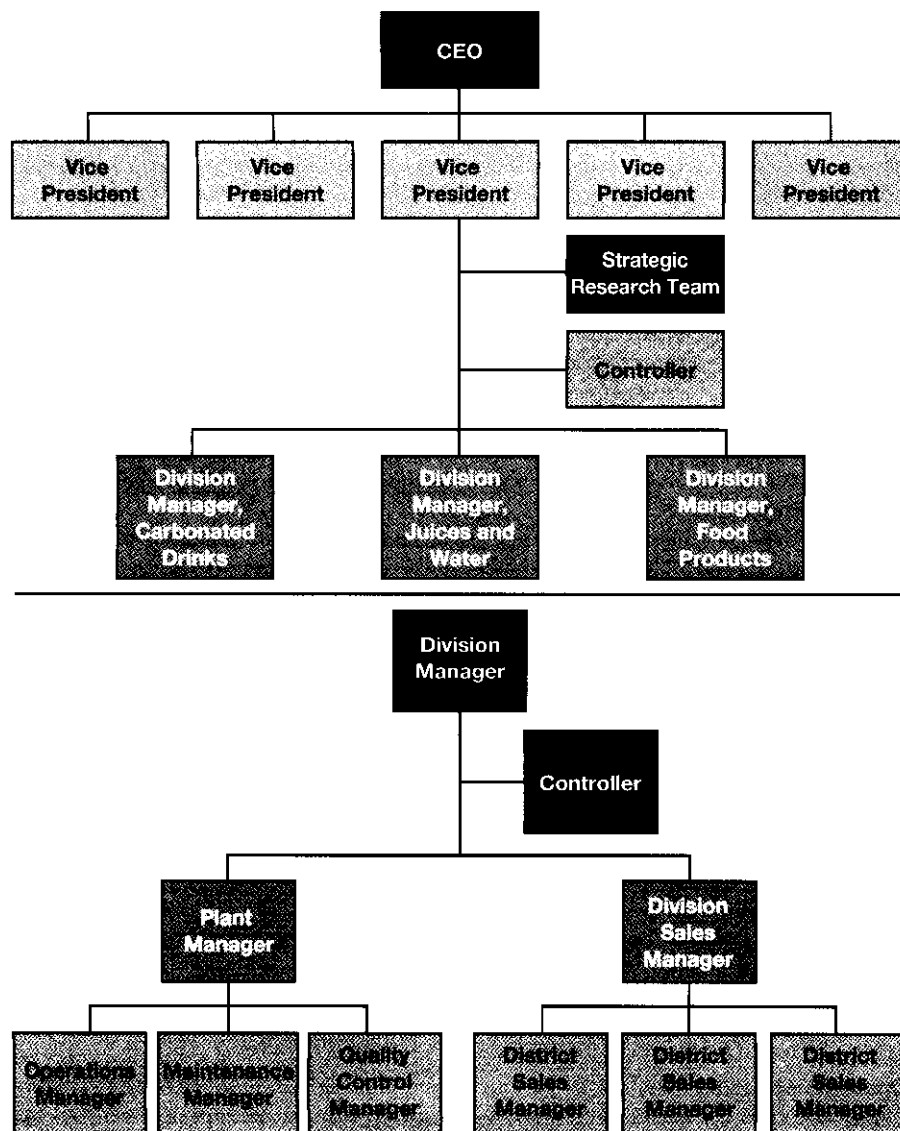 CEO
Vice
President
Vice
President
Vice
President
Vice
President
Vice
President
Strategic
Research Team
Controller
Division
Manager,
Carbonated
Drinks
Division
Manager,
Juices and
Water
Division
Manager,
Food
Products
Division
Manager
Controller
Plant
Manager
Division
Sales
Manager
Operations
Manager
Maintenance
Manager
Quality
Control
Manager
District
Sales
Manager
District
Sales
Manager
District
Sales
Manager